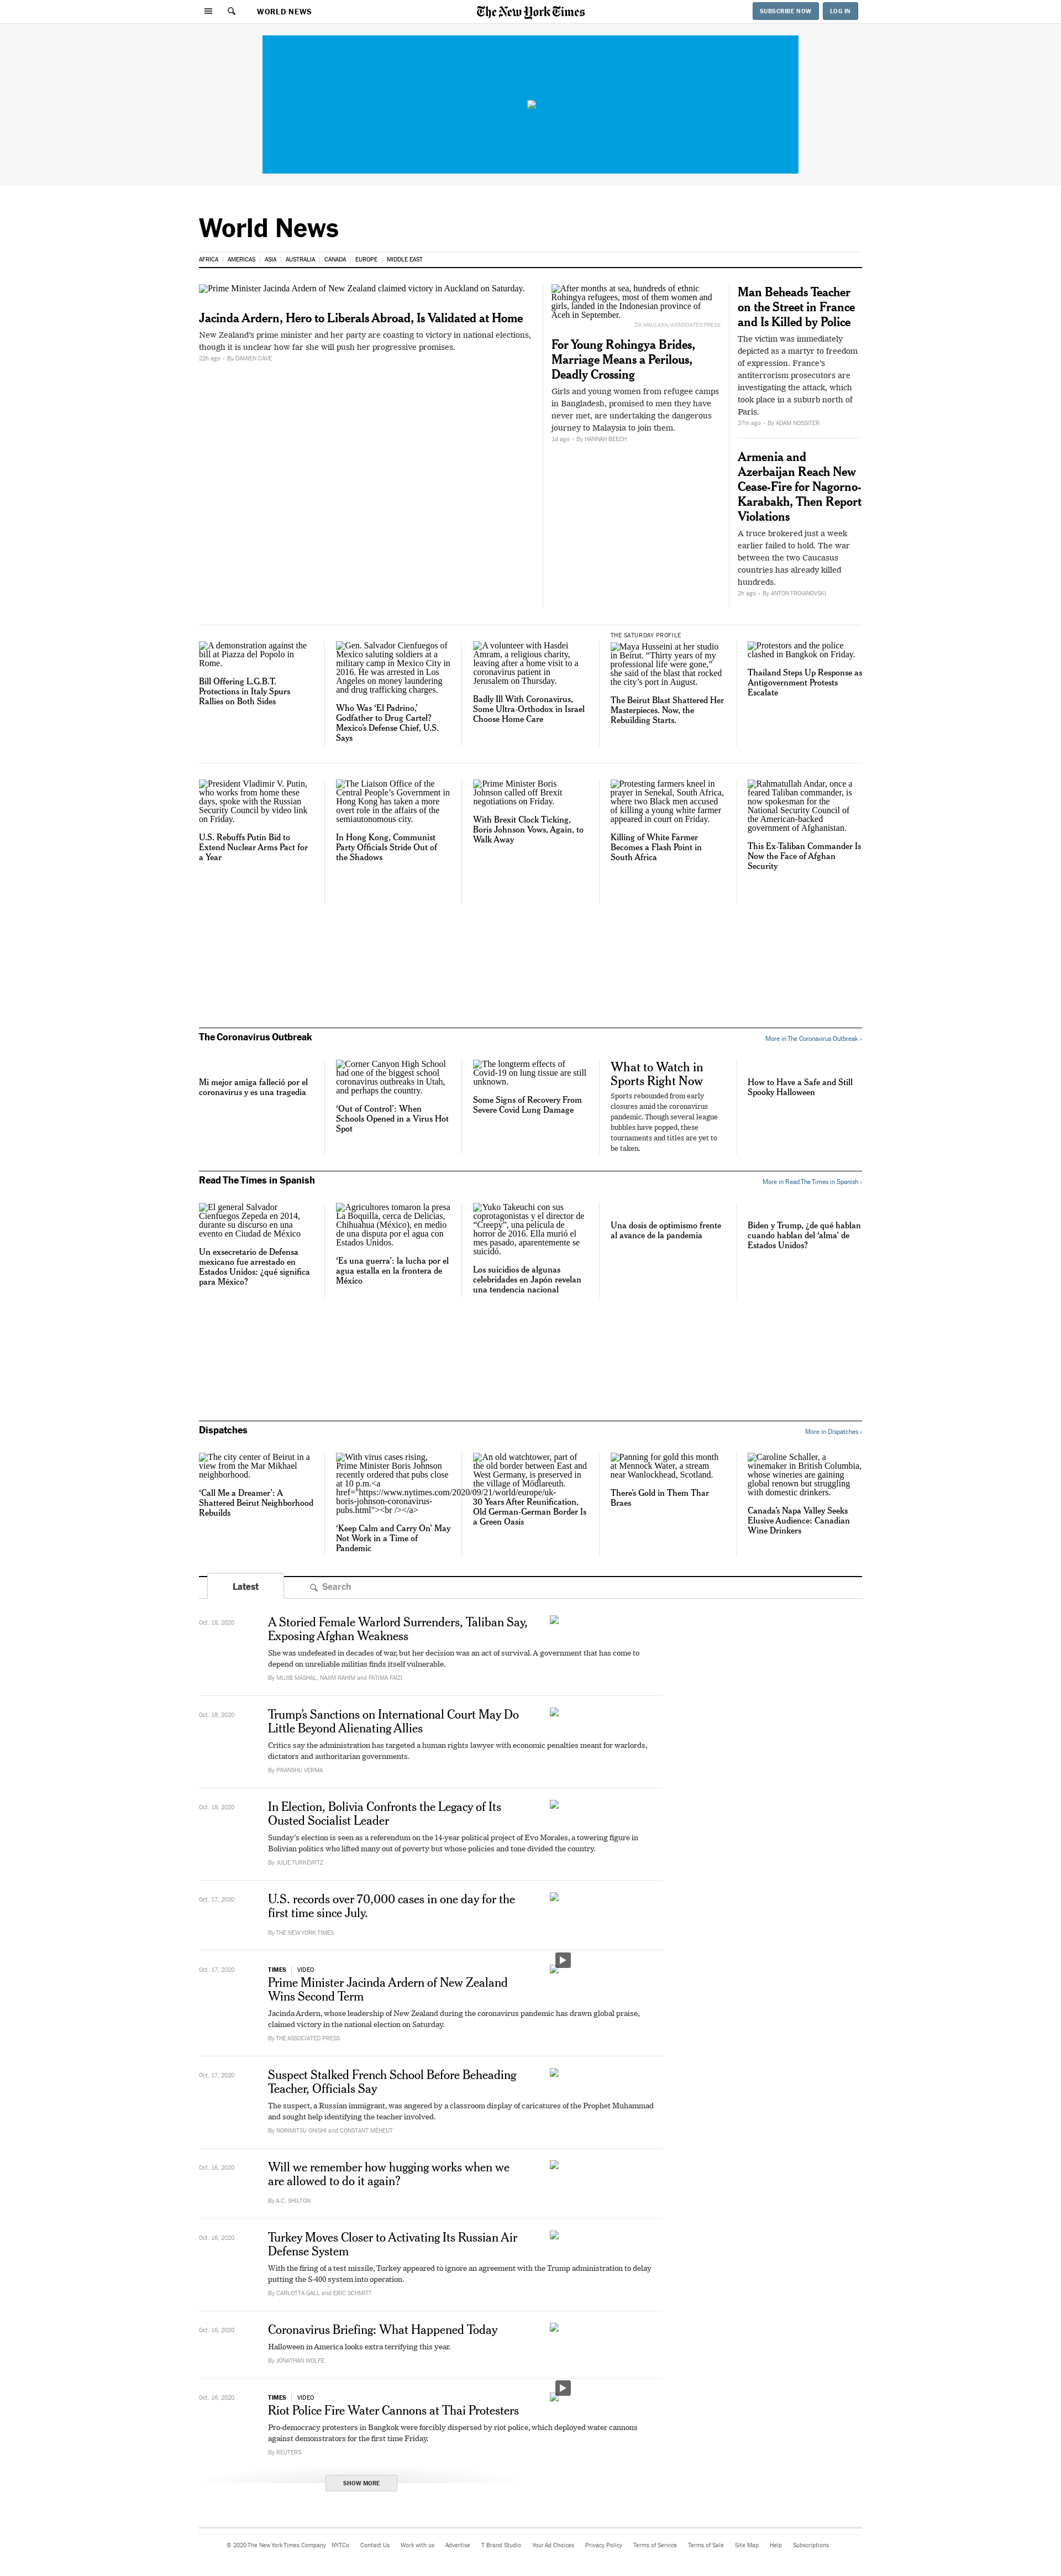 WORLD NEWS
The New York Times
SUBSCRIBE NOW
LOG IN
World News
AFRICA
AMERICAS
ASIA
AUSTRALIA
CANADA
EUROPE
MIDDLE EAST
Prime Minister Jacinda Ardern of New Zealand claimed victory in Auckland on Saturday.
Jacinda Ardern, Hero to Liberals Abroad, Is Validated at Home
New Zealand's prime minister and her party are coasting to victory in national elections,
though it is unclear how far she will push her progressive promises.
22h ago - By DAMIEN CAVE
After months at sea, hundreds of ethnic
Rohingya refugees, most of them women and
girls, landed in the Indonesian province of
Aceh in September.
ZIK MAULANA/ASSOCIATED PRESS
For Young Rohingya Brides,
Marriage Means a Perilous,
Deadly Crossing
Girls and young women from refugee camps
in Bangladesh, promised to men they have
never met, are undertaking the dangerous
journey to Malaysia to join them.
1d ago - By HANNAH BEECH
Man Beheads Teacher
on the Street in France
and Is Killed by Police
The victim was immediately
depicted as a martyr to freedom
of expression. France's
antiterrorism prosecutors are
investigating the attack, which
took place in a suburb north of
Paris.
37m ago - By ADAM NOSSITER
Armenia and
Azerbaijan Reach New
Cease-Fire for Nagorno-
Karabakh, Then Report
Violations
A truce brokered just a week
earlier failed to hold. The war
between the two Caucasus
countries has already killed
hundreds.
2h ago - By ANTON TROIANOVSKI
A demonstration against the
bill at Piazza del Popolo in
Rome.
Bill Offering L.G.B.T.
Protections in Italy Spurs
Rallies on Both Sides
Gen. Salvador Cienfuegos of
Mexico saluting soldiers at a
military camp in Mexico City in
2016. He was arrested in Los
Angeles on money laundering
and drug trafficking charges.
Who Was ‘El Padrino,’
Godfather to Drug Cartel?
Mexico's Defense Chief, U.S.
Says
A volunteer with Hasdei
Amram, a religious charity,
leaving after a home visit to a
coronavirus patient in
Jerusalem on Thursday.
Badly Ill With Coronavirus,
Some Ultra-Orthodox in Israel
Choose Home Care
THE SATURDAY PROFILE
Maya Husseini at her studio
in Beirut. “Thirty years of my
professional life were gone,”
she said of the blast that rocked
the city's port in August.
The Beirut Blast Shattered Her
Masterpieces. Now, the
Rebuilding Starts.
Protestors and the police
clashed in Bangkok on Friday.
Thailand Steps Up Response as
Antigovernment Protests
Escalate
President Vladimir V. Putin,
who works from home these
days, spoke with the Russian
Security Council by video link
on Friday.
U.S. Rebuffs Putin Bid to
Extend Nuclear Arms Pact for
a Year
The Liaison Office of the
Central People's Government in
Hong Kong has taken a more
overt role in the affairs of the
semiautonomous city.
In Hong Kong, Communist
Party Officials Stride Out of
the Shadows
Prime Minister Boris
Johnson called off Brexit
negotiations on Friday.
With Brexit Clock Ticking,
Boris Johnson Vows, Again, to
Walk Away
Protesting farmers kneel in
prayer in Senekal, South Africa,
where two Black men accused
of killing a young white farmer
appeared in court on Friday.
Killing of White Farmer
Becomes a Flash Point in
South Africa
Rahmatullah Andar, once a
feared Taliban commander, is
now spokesman for the
National Security Council of
the American-backed
government of Afghanistan.
This Ex-Taliban Commander Is
Now the Face of Afghan
Security
The Coronavirus Outbreak
More in The Coronavirus Outbreak ›
Mi mejor amiga falleció por el
coronavirus y es una tragedia
Corner Canyon High School
had one of the biggest school
coronavirus outbreaks in Utah,
and perhaps the country.
‘Out of Control’: When
Schools Opened in a Virus Hot
Spot
The longterm effects of
Covid-19 on lung tissue are still
unknown.
Some Signs of Recovery From
Severe Covid Lung Damage
What to Watch in
Sports Right Now
Sports rebounded from early
closures amid the coronavirus
pandemic. Though several league
bubbles have popped, these
tournaments and titles are yet to
be taken.
How to Have a Safe and Still
Spooky Halloween
Read The Times in Spanish
More in Read The Times in Spanish ›
El general Salvador
Cienfuegos Zepeda en 2014,
durante su discurso en una
evento en Ciudad de México
Un exsecretario de Defensa
mexicano fue arrestado en
Estados Unidos: ¿qué significa
para México?
Agricultores tomaron la presa
La Boquilla, cerca de Delicias,
Chihuahua (México), en medio
de una disputa por el agua con
Estados Unidos.
‘Es una guerra’: la lucha por el
agua estalla en la frontera de
México
Yuko Takeuchi con sus
coprotagonistas y el director de
“Creepy”, una película de
horror de 2016. Ella murió el
mes pasado, aparentemente se
suicidó.
Los suicidios de algunas
celebridades en Japón revelan
una tendencia nacional
Una dosis de optimismo frente
al avance de la pandemia
Biden y Trump, ¿de qué hablan
cuando hablan del ‘alma’ de
Estados Unidos?
Dispatches
More in Dispatches ›
The city center of Beirut in a
view from the Mar Mikhael
neighborhood.
‘Call Me a Dreamer’: A
Shattered Beirut Neighborhood
Rebuilds
With virus cases rising,
Prime Minister Boris Johnson
recently ordered that pubs close
at 10 p.m.<a
href="https://www.nytimes.com/2020/09/21/world/europe/uk-
boris-johnson-coronavirus-
pubs.html"><br /></a>
‘Keep Calm and Carry On’ May
Not Work in a Time of
Pandemic
An old watchtower, part of
the old border between East and
West Germany, is preserved in
the village of Mödlareuth.
30 Years After Reunification,
Old German-German Border Is
a Green Oasis
Panning for gold this month
at Mennock Water, a stream
near Wanlockhead, Scotland.
There's Gold in Them Thar
Braes
Caroline Schaller, a
winemaker in British Columbia,
whose wineries are gaining
global renown but struggling
with domestic drinkers.
Canada's Napa Valley Seeks
Elusive Audience: Canadian
Wine Drinkers
Latest
Search
Oct. 18, 2020
A Storied Female Warlord Surrenders, Taliban Say,
Exposing Afghan Weakness
She was undefeated in decades of war, but her decision was an act of survival. A government that has come to
depend on unreliable militias finds itself vulnerable.
By MUJIB MASHAL, NAJIM RAHIM and FATIMA FAIZI
Oct. 18, 2020
Trump's Sanctions on International Court May Do
Little Beyond Alienating Allies
Critics say the administration has targeted a human rights lawyer with economic penalties meant for warlords,
dictators and authoritarian governments.
By PRANSHU VERMA
Oct. 18, 2020
In Election, Bolivia Confronts the Legacy of Its
Ousted Socialist Leader
Sunday's election is seen as a referendum on the 14-year political project of Evo Morales, a towering figure in
Bolivian politics who lifted many out of poverty but whose policies and tone divided the country.
By JULIE TURKEWITZ
Oct. 17, 2020
U.S. records over 70,000 cases in one day for the
first time since July.
By THE NEW YORK TIMES
Oct. 17, 2020
TIMES | VIDEO
Prime Minister Jacinda Ardern of New Zealand
Wins Second Term
Jacinda Ardern, whose leadership of New Zealand during the coronavirus pandemic has drawn global praise,
claimed victory in the national election on Saturday.
By THE ASSOCIATED PRESS
Oct. 17, 2020
Suspect Stalked French School Before Beheading
Teacher, Officials Say
The suspect, a Russian immigrant, was angered by a classroom display of caricatures of the Prophet Muhammad
and sought help identifying the teacher involved.
By NORIMITSU ONISHI and CONSTANT MÉHEUT
Oct. 16, 2020
Will we remember how hugging works when we
are allowed to do it again?
By A.C. SHILTON
Oct. 16, 2020
Turkey Moves Closer to Activating Its Russian Air
Defense System
With the firing of a test missile, Turkey appeared to ignore an agreement with the Trump administration to delay
putting the S-400 system into operation.
By CARLOTTA GALL and ERIC SCHMITT
Oct. 16, 2020
Coronavirus Briefing: What Happened Today
Halloween in America looks extra terrifying this year.
By JONATHAN WOLFE
Oct. 16, 2020
TIMES | VIDEO
Riot Police Fire Water Cannons at Thai Protesters
Pro-democracy protesters in Bangkok were forcibly dispersed by riot police, which deployed water cannons
against demonstrators for the first time Friday.
By REUTERS
SHOW MORE
© 2020 The New York Times Company NYTCo Contact Us Work with us Advertise T Brand Studio Your Ad Choices Privacy Policy Terms of Service Terms of Sale Site Map Help Subscriptions